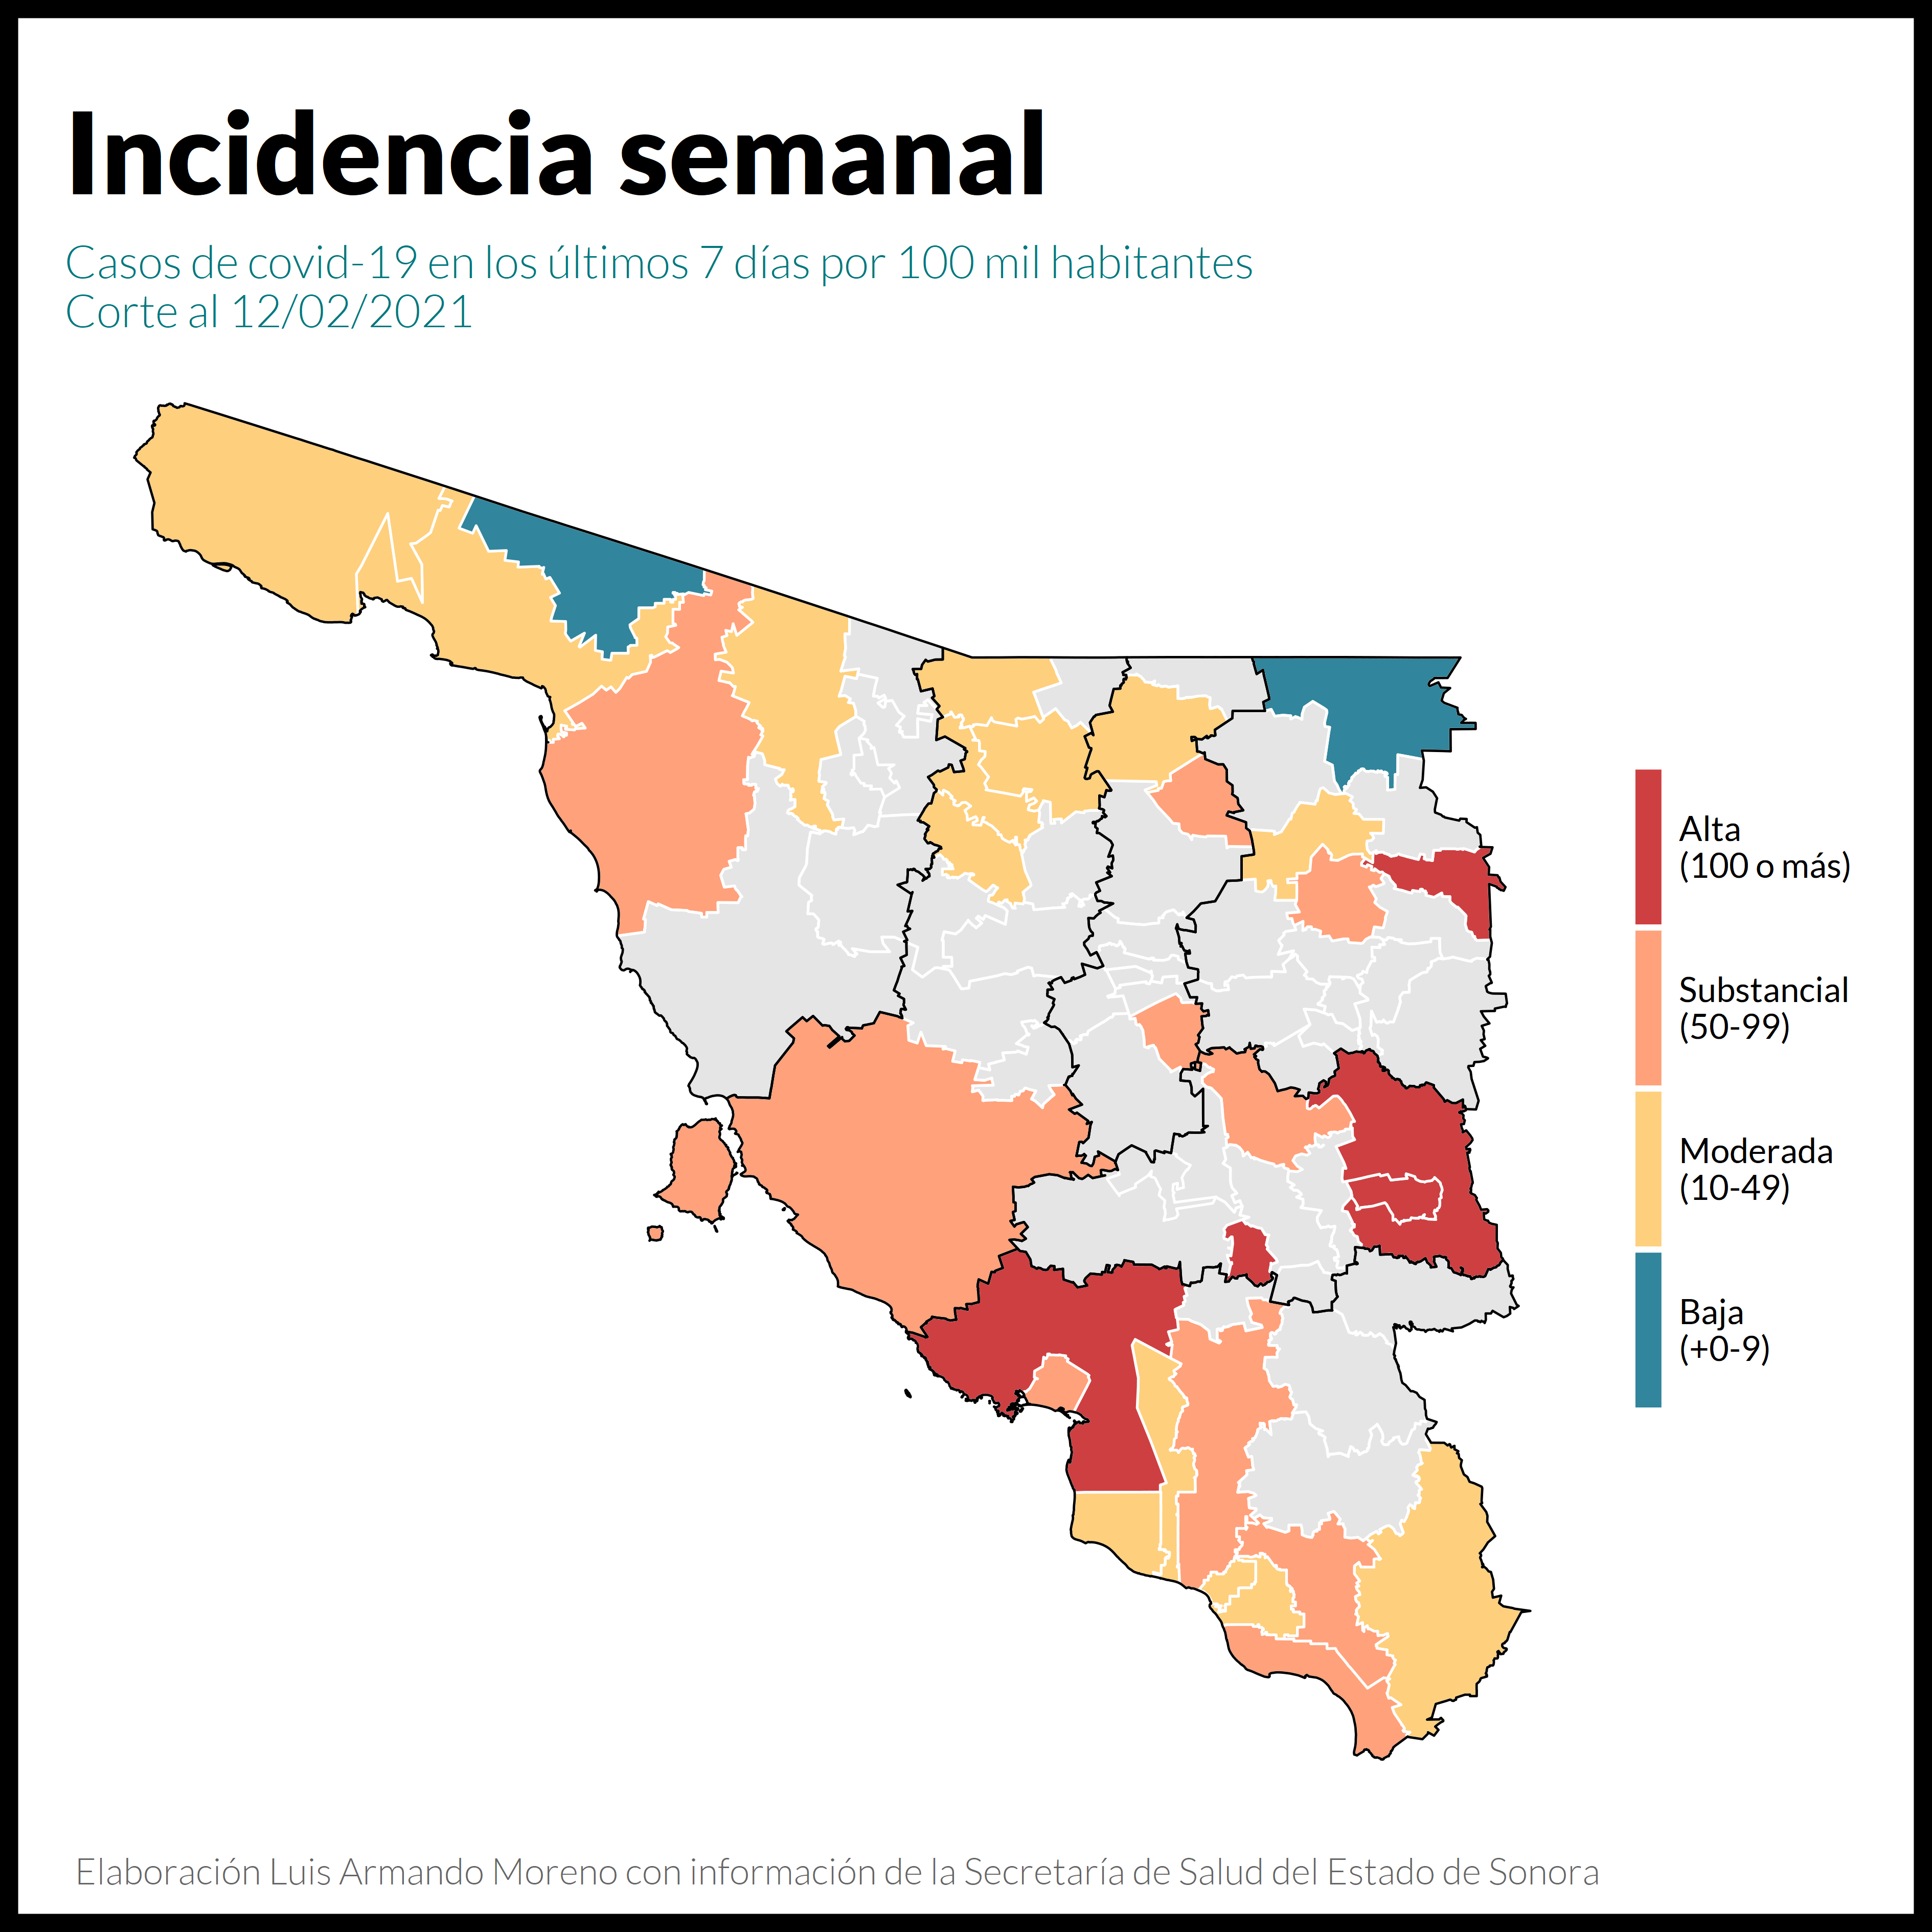 Incidencia semanal
Casos de covid-19 en los últimos 7 días por 100 mil habitantes
Corte al 12/02/2021
Alta
(100 o más)
Substancial
(50-99)
Moderada
(10-49)
Baja
(+0-9)
Elaboración Luis Armando Moreno con información de la Secretaría de Salud del Estado de Sonora